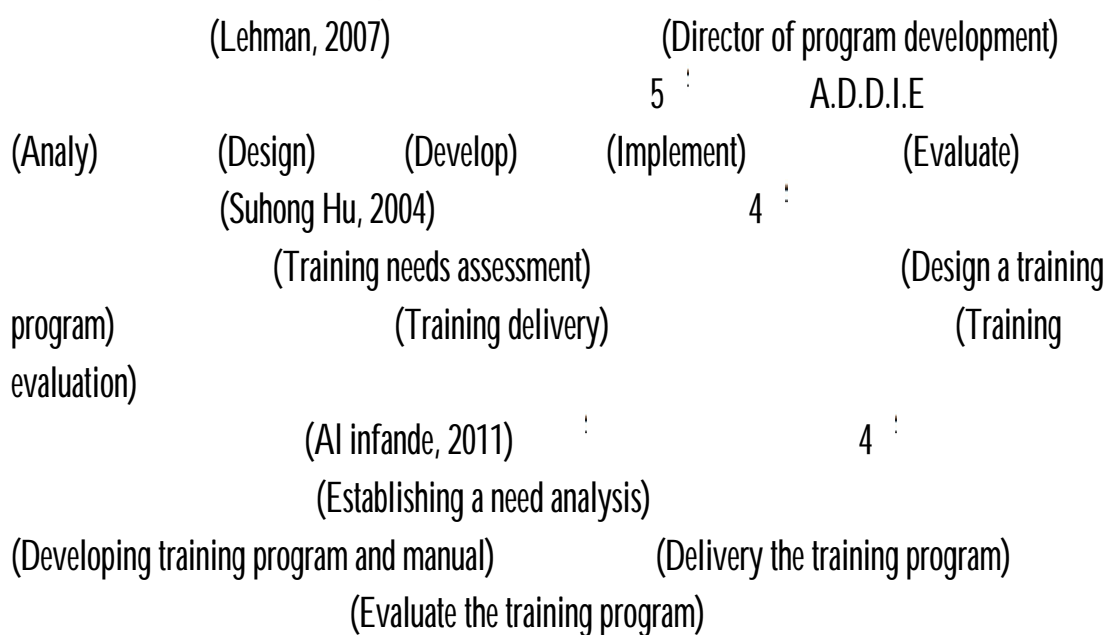 (Lehman, 2007) (Director of program development)
5 A.D.D.I.E
(Analy) (Design) (Develop) (Implement) (Evaluate)
(Suhong Hu, 2004) 4
(Training needs assessment) (Design a training
program) (Training delivery) (Training
evaluation)
(Al infande, 2011) 4
(Establishing a need analysis)
(Developing training program and manual) (Delivery the training program)
(Evaluate the training program)